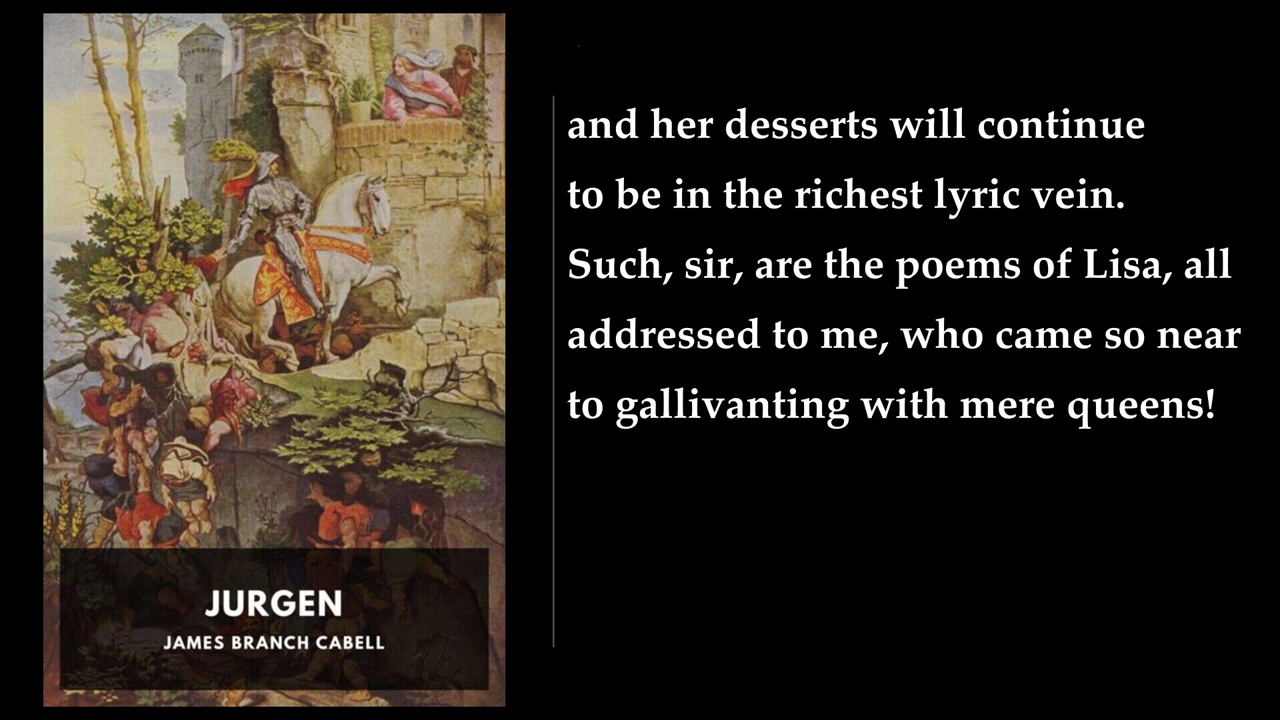 and her desserts will continue
to be in the richest lyric vein.
Such, sir, are the poems of Lisa, all
addressed to me, who came so near
to gallivanting with mere queens!
JURGEN
JAMES BRANCH CABELL